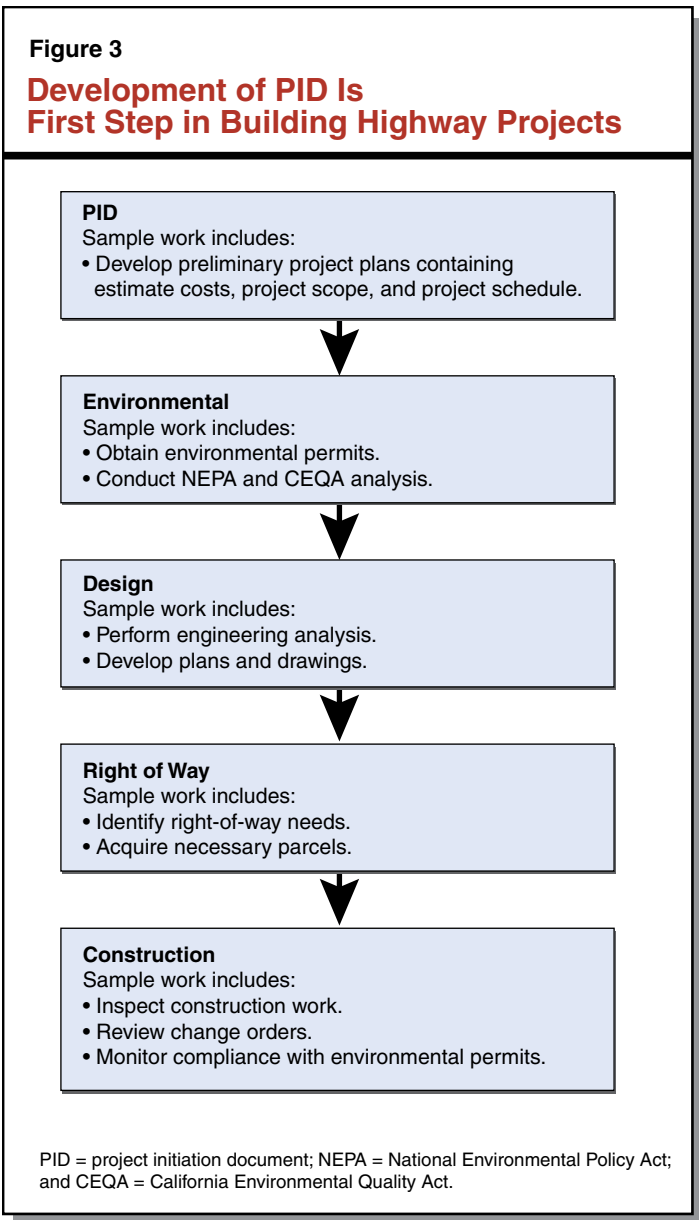 Figure 3
Development of PID Is
First Step in Building Highway Projects
PID
Sample work includes:
• Develop preliminary project plans containing
estimate costs, project scope, and project schedule.
Environmental
Sample work includes:
• Obtain environmental permits.
• Conduct NEPA and CEQA analysis.
Design
Sample work includes:
• Perform engineering analysis.
• Develop plans and drawings.
Right of Way
Sample work includes:
• Identify right-of-way needs.
• Acquire necessary parcels.
Construction
Sample work includes:
• Inspect construction work.
• Review change orders.
• Monitor compliance with environmental permits.
PID = project initiation document; NEPA = National Environmental Policy Act;
and CEQA = California Environmental Quality Act.